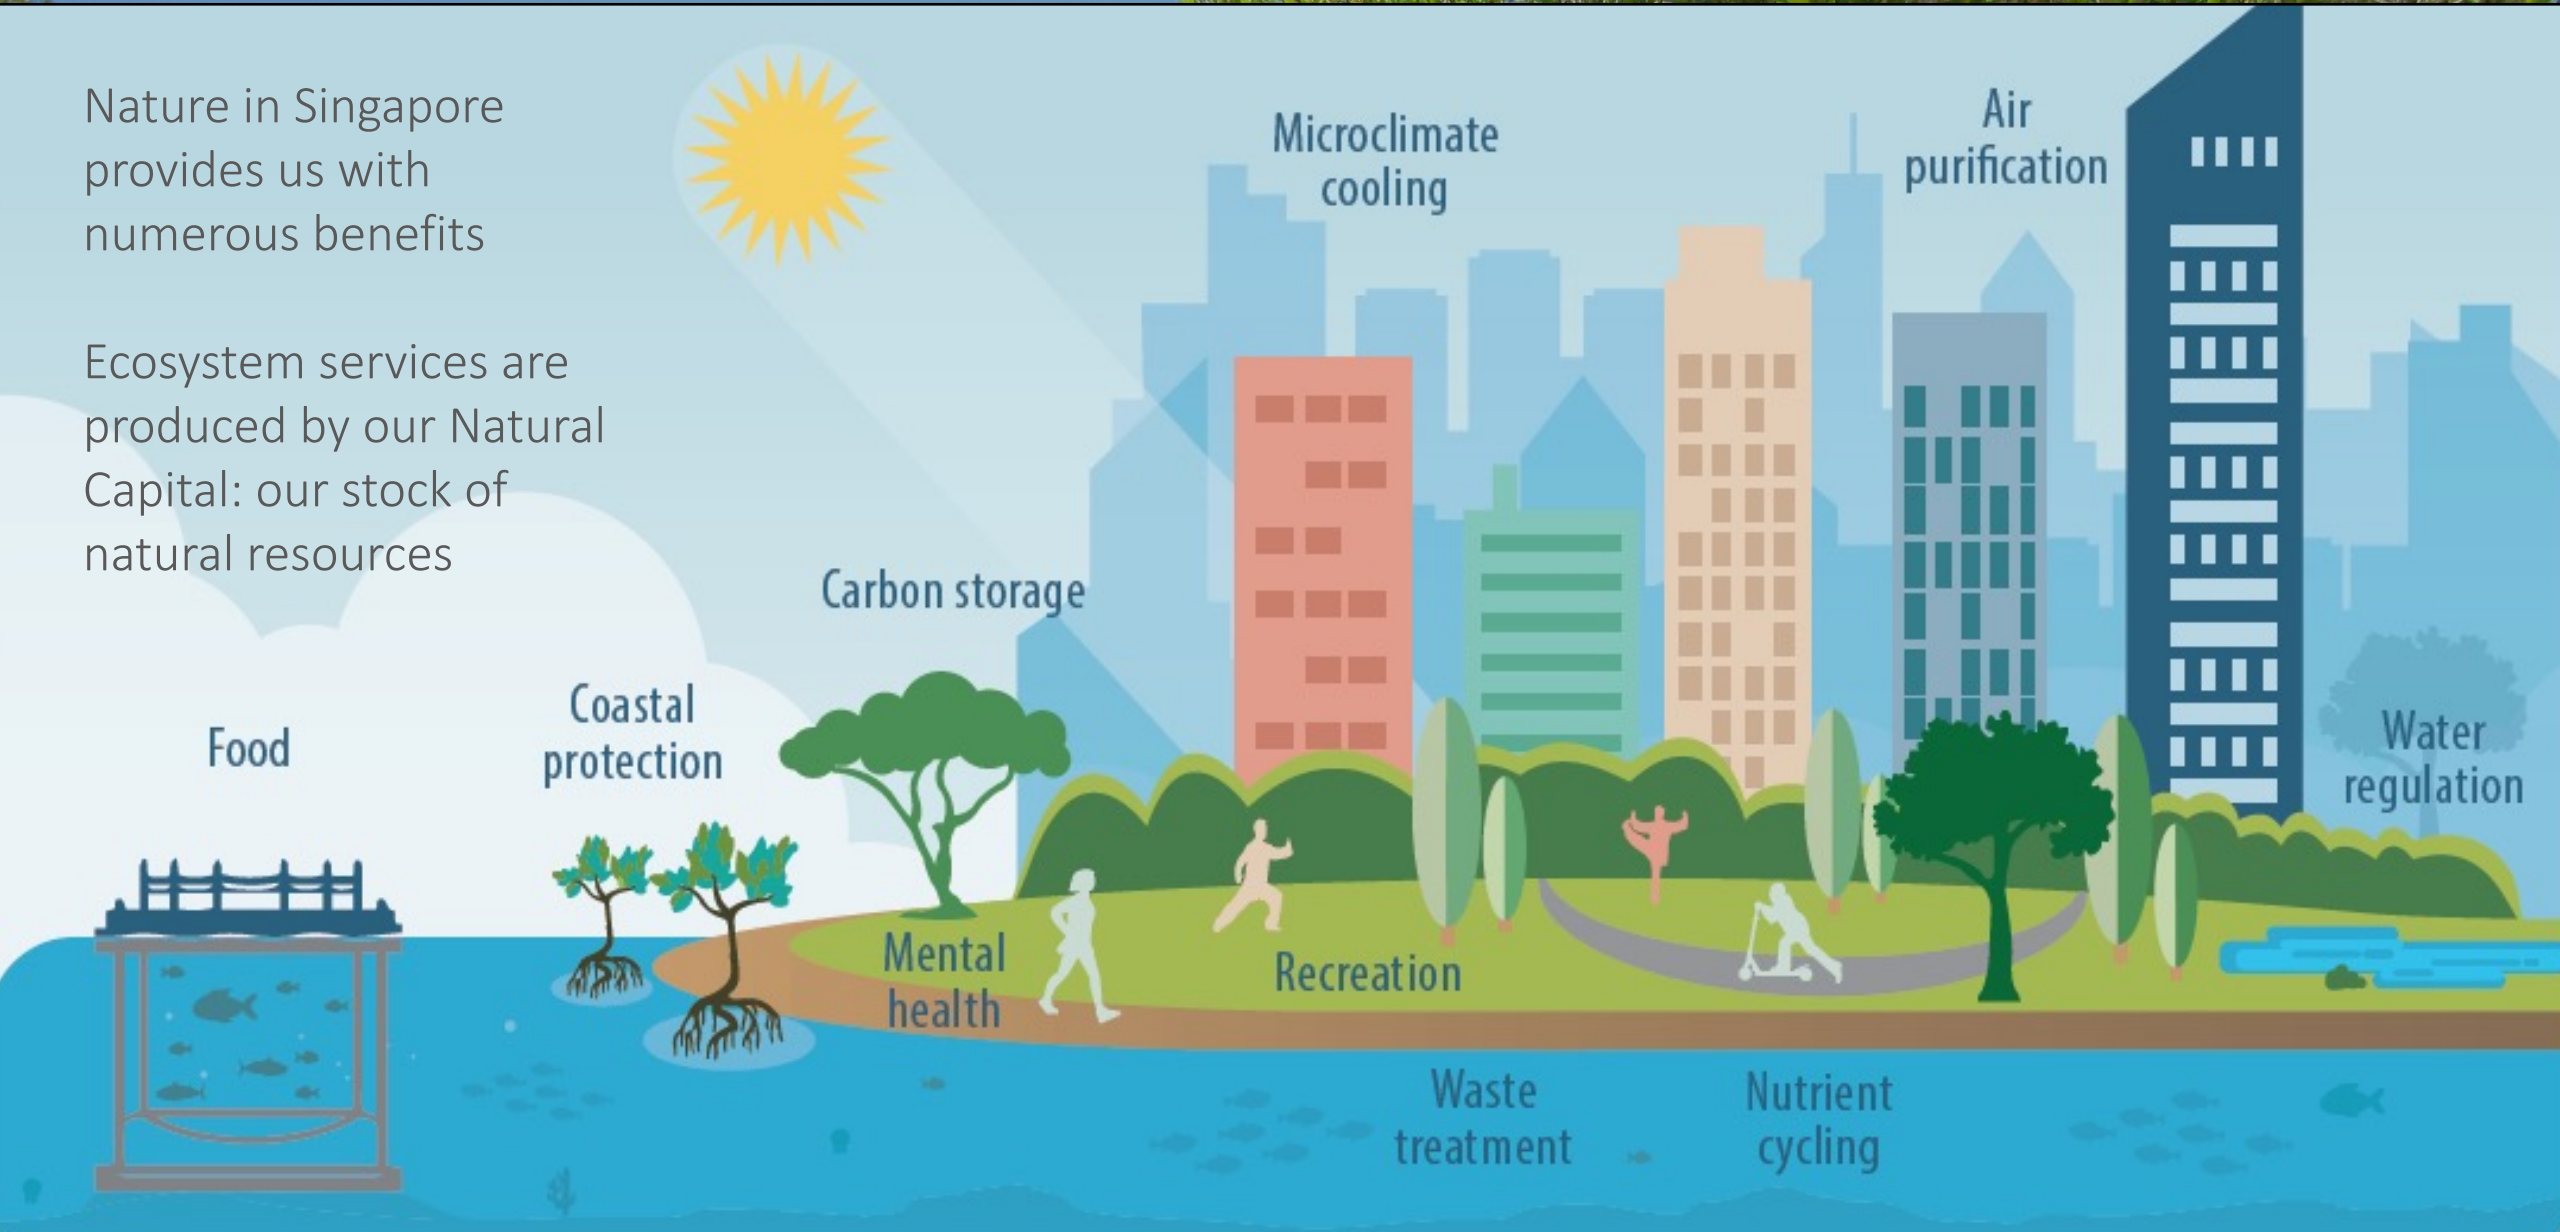 Nature in Singapore
provides us with
numerous benefits
Ecosystem services are
produced by our Natural
Capital: our stock of
natural resources
Microclimate
cooling
Air
purification
Carbon storage
Food
Coastal
protection
Water
regulation
Mental
health
Recreation
Waste
treatment
Nutrient
cycling